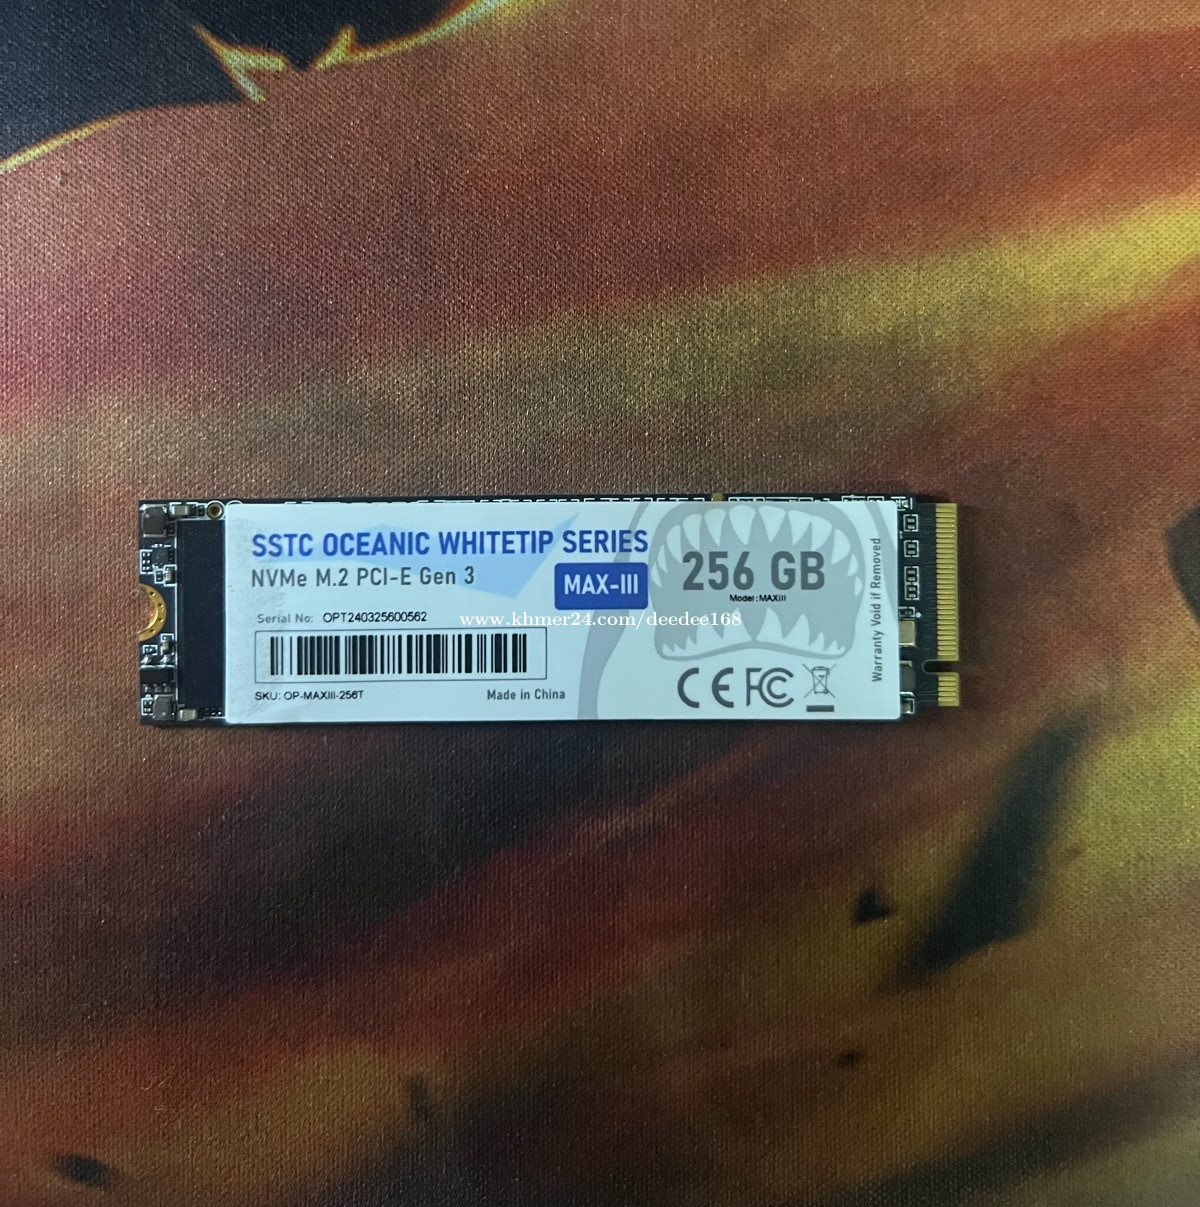 SSTC OCEANIC WHITETIP SERIES
NVMe M.2 PCI-E Gen 3
MAX-III
256 GB
Model: MAXIII
Serial No: OPT240325600562
www.khmer24.com/deedee168
SKU: OP-MAXIII-256T
Made in China
CE FC
Warranty Void if Removed